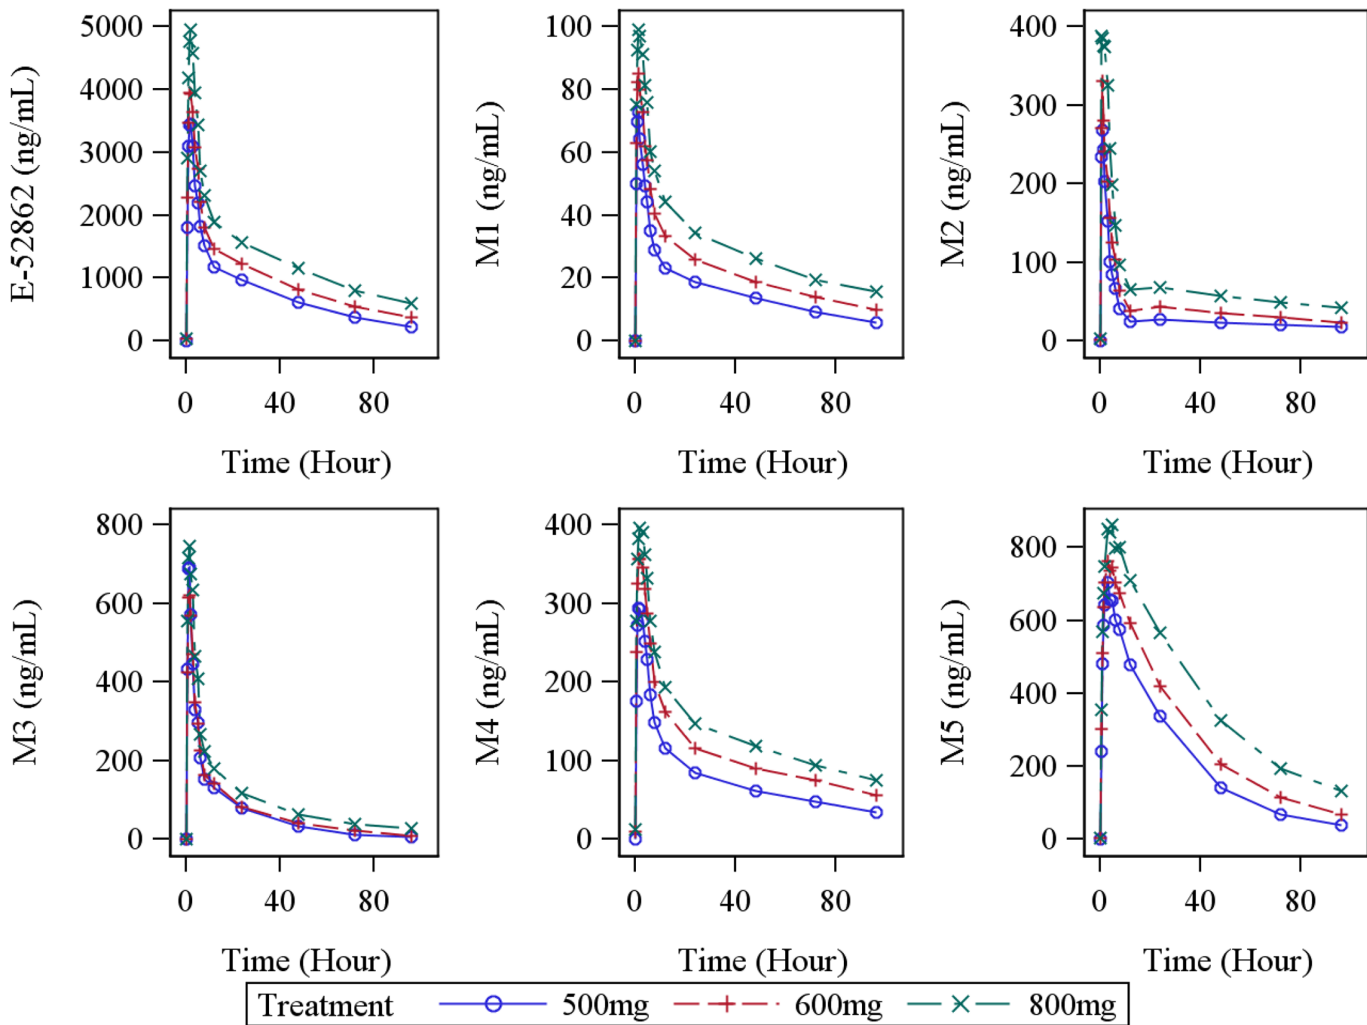 E-52862 (ng/mL)
5000
4000
3000
2000
1000
0
0 40 80
Time (Hour)
M1 (ng/mL)
100
80
60
40
20
0
0 40 80
Time (Hour)
M2 (ng/mL)
400
300
200
100
0
0 40 80
Time (Hour)
M3 (ng/mL)
800
600
400
200
0
0 40 80
Time (Hour)
M4 (ng/mL)
400
300
200
100
0
0 40 80
Time (Hour)
M5 (ng/mL)
800
600
400
200
0
0 40 80
Time (Hour)
Treatment 500mg 600mg 800mg